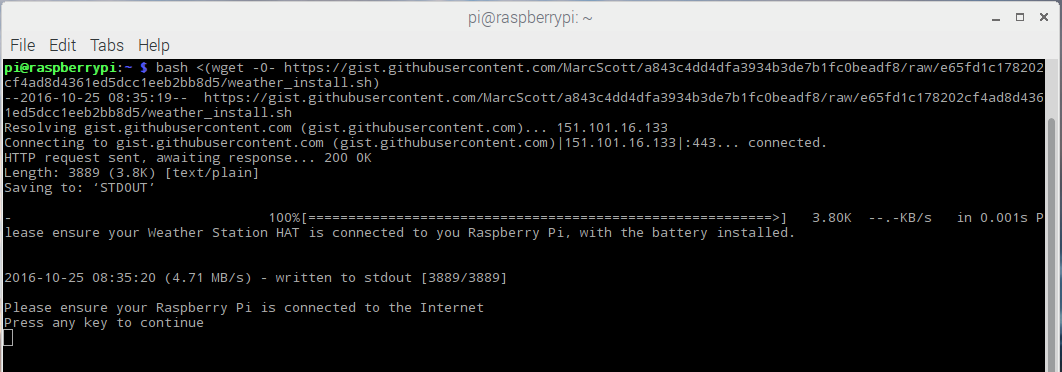 pi@raspberrypi: ~
File Edit Tabs Help
pi@raspberrypi:~ $ bash <(wget -O- https://gist.githubusercontent.com/MarcScott/a843c4dd4dfa3934b3de7b1fc0beadf8/raw/e65fd1c178202
cf4ad8d4361ed5dcc1eeb2bb8d5/weather_install.sh)
--2016-10-25 08:35:19-- https://gist.githubusercontent.com/MarcScott/a843c4dd4dfa3934b3de7b1fc0beadf8/raw/e65fd1c178202cf4ad8d436
1ed5dcc1eeb2bb8d5/weather_install.sh
Resolving gist.githubusercontent.com (gist.githubusercontent.com)... 151.101.16.133
Connecting to gist.githubusercontent.com (gist.githubusercontent.com)|151.101.16.133|:443... connected.
HTTP request sent, awaiting response... 200 OK
Length: 3889 (3.8K) [text/plain]
Saving to: ‘STDOUT’
- 100%[==========================================================>] 3.80K --.-KB/s in 0.001s P
lease ensure your Weather Station HAT is connected to you Raspberry Pi, with the battery installed.
2016-10-25 08:35:20 (4.71 MB/s) - written to stdout [3889/3889]
Please ensure your Raspberry Pi is connected to the Internet
Press any key to continue